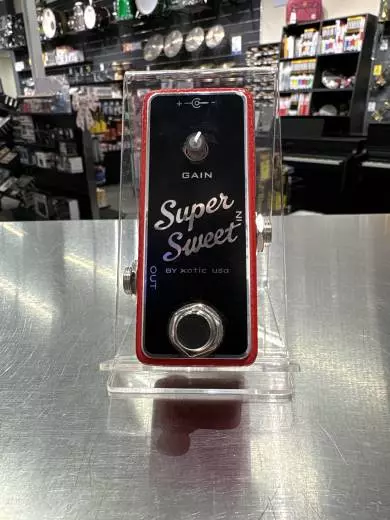 GAIN
Super
IN
Sweet
BY xotic usa
OUT